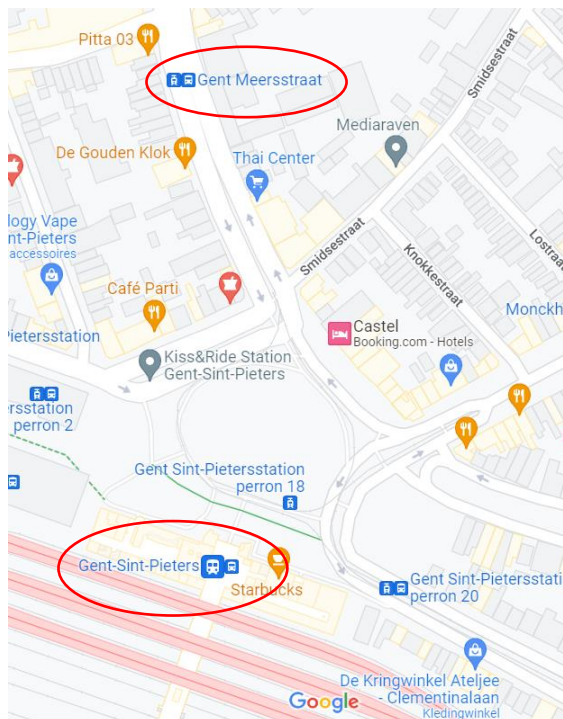 Pitta 03
Gent Meersstraat
Smidsestraat
Mediaraven
De Gouden Klok
Thai Center
logy Vape
nt-Pieters
accessoires
Smidsestraat
Knokkestraat
Lostraat
Café Parti
Castel
Booking.com - Hotels
Monckh
Pietersstation
Kiss&Ride Station
Gent-Sint-Pieters
ersstation
perron 2
Gent Sint-Pietersstation
perron 18
Gent-Sint-Pieters
Starbucks
Gent Sint-Pietersstati
perron 20
De Kringwinkel Ateljee
- Clementinalaan
Kledingwinkel
Google